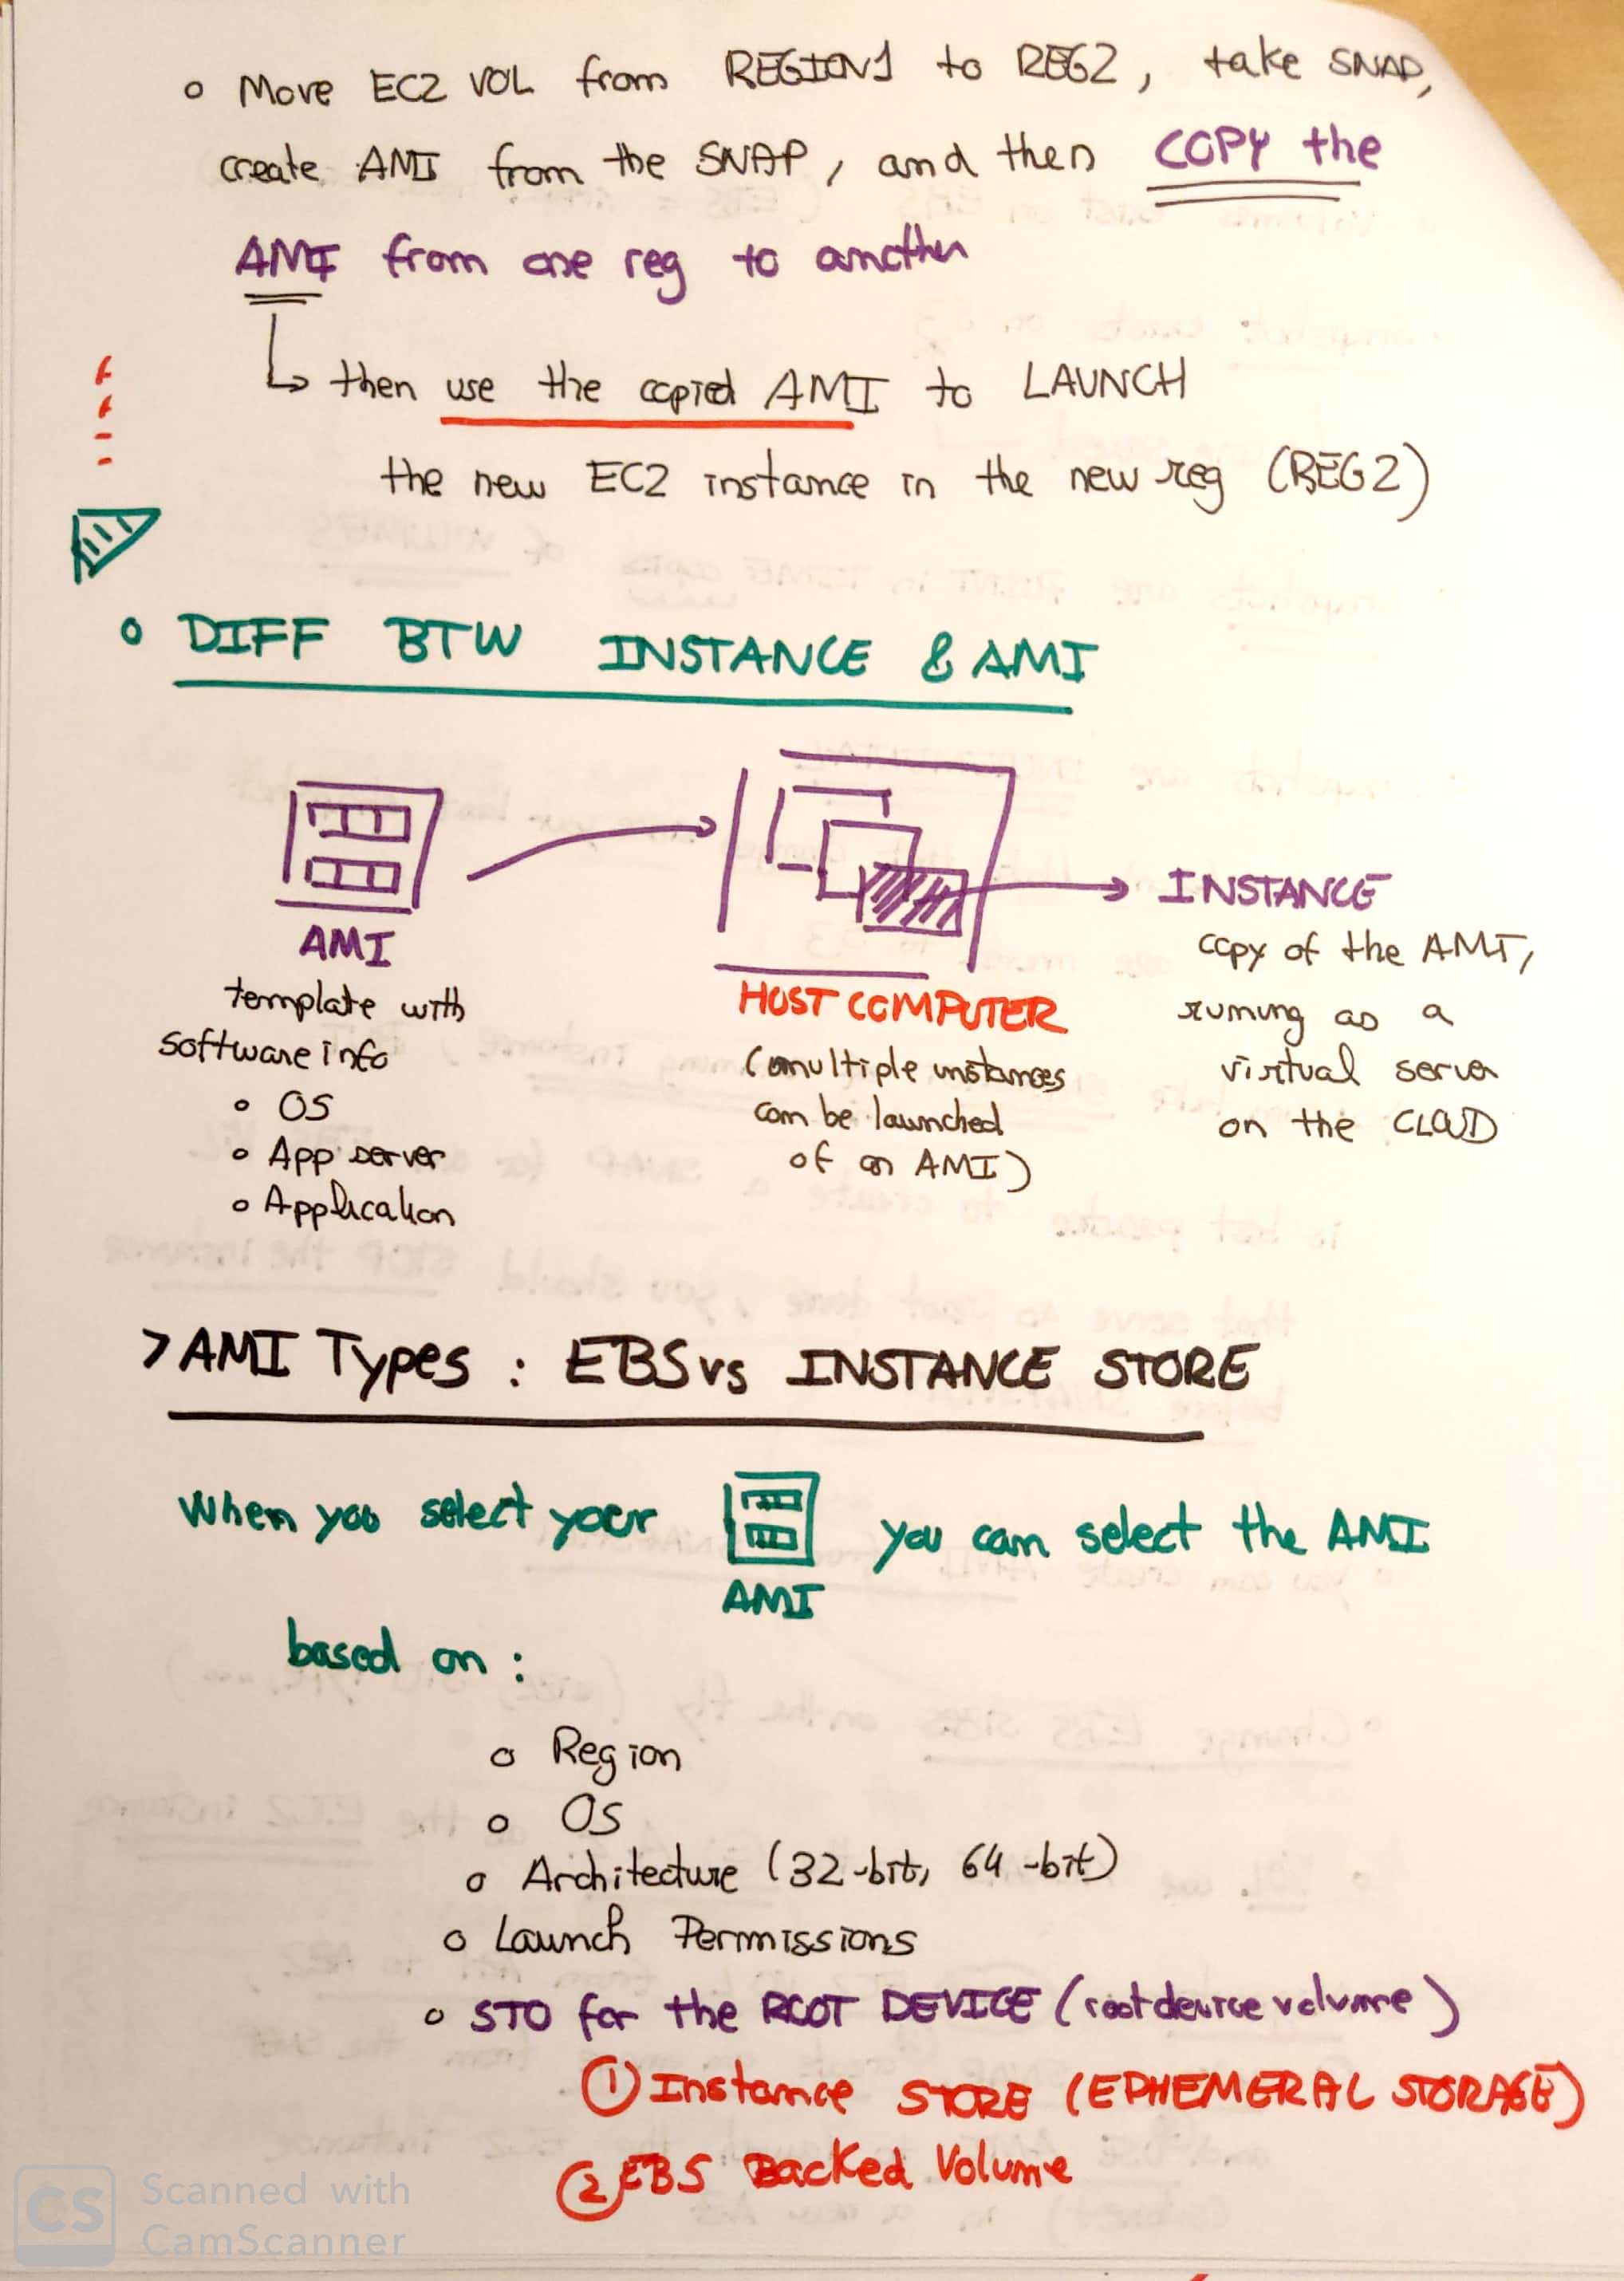 o Move EC2 VOL from REGION1 to REG2, take SNAP,
create AMI from the SNAP, and then COPY the
AMI from one reg to another
↳ then use the copied AMI to LAUNCH
the new EC2 instance in the new reg (REG2)
o DIFF BTW INSTANCE & AMI
AMI
template with
software info
o OS
o App server
o Application
HOST COMPUTER
(multiple instances
can be launched
of an AMI)
INSTANCE
copy of the AMI,
runing as a
virtual server
on the CLOUD
> AMI Types : EBS vs INSTANCE STORE
When you select your AMI you can select the AMI
based on :
o Region
o OS
o Architecture (32-bit, 64-bit)
o Launch Permissions
o STO for the ROOT DEVICE (root device volume)
① Instance STORE (EPHEMERAL STORAGE)
② EBS Backed Volume
CS Scanned with
CamScanner